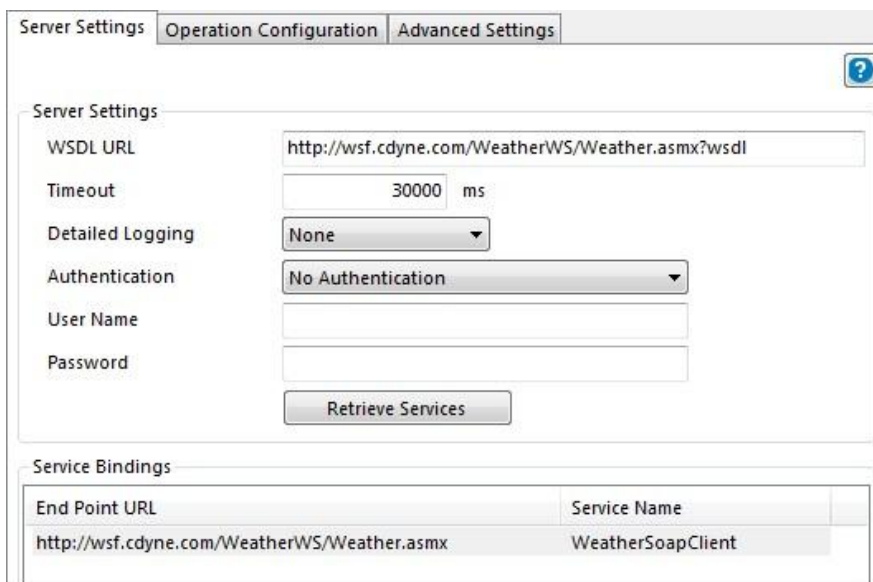 Server Settings Operation Configuration Advanced Settings
?
Server Settings
WSDL URL http://wsf.cdyne.com/WeatherWS/Weather.asmx?wsdl
Timeout 30000 ms
Detailed Logging None
Authentication No Authentication
User Name
Password
Retrieve Services
Service Bindings
End Point URL Service Name
http://wsf.cdyne.com/WeatherWS/Weather.asmx WeatherSoapClient